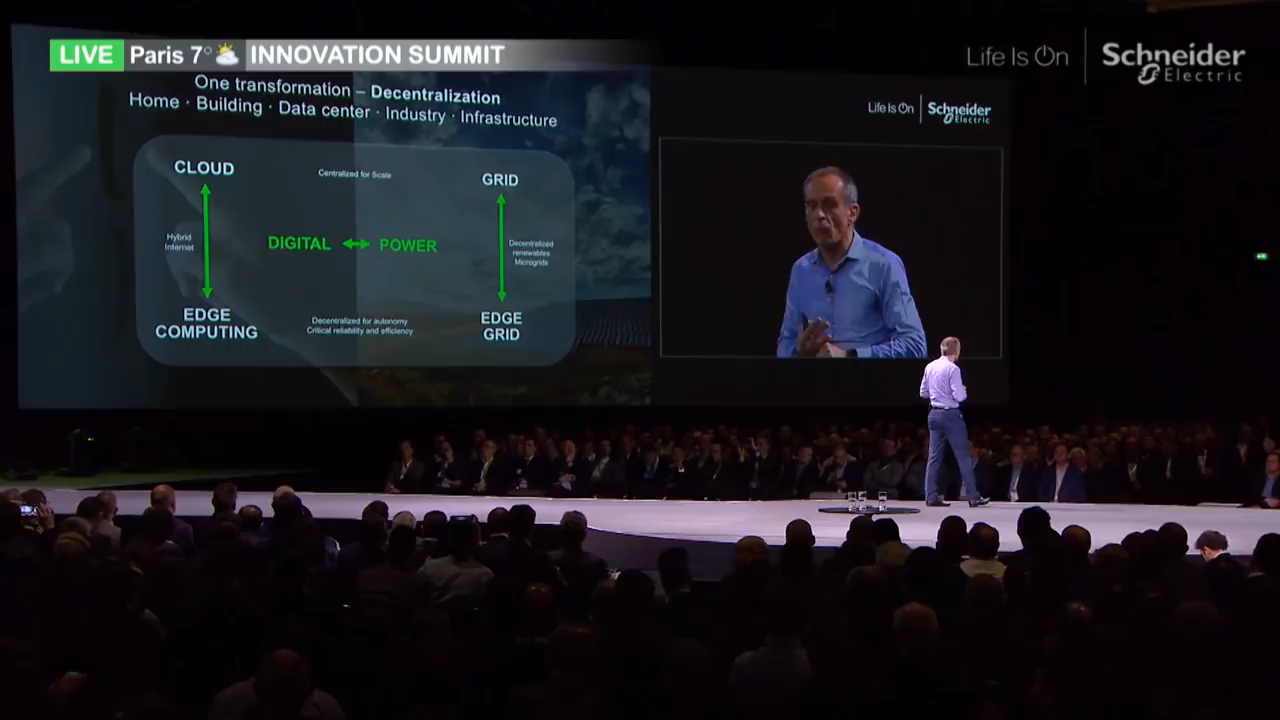 LIVE Paris 7° INNOVATION SUMMIT
Life Is On Schneider Electric
One transformation – Decentralization
Home · Building · Data center · Industry · Infrastructure
Life Is On Schneider Electric
CLOUD
Centralized for Scale
GRID
Hybrid
Internet
DIGITAL
POWER
Decentralized
renewables
Microgrids
EDGE
COMPUTING
Decentralized for autonomy
Critical reliability and efficiency
EDGE
GRID